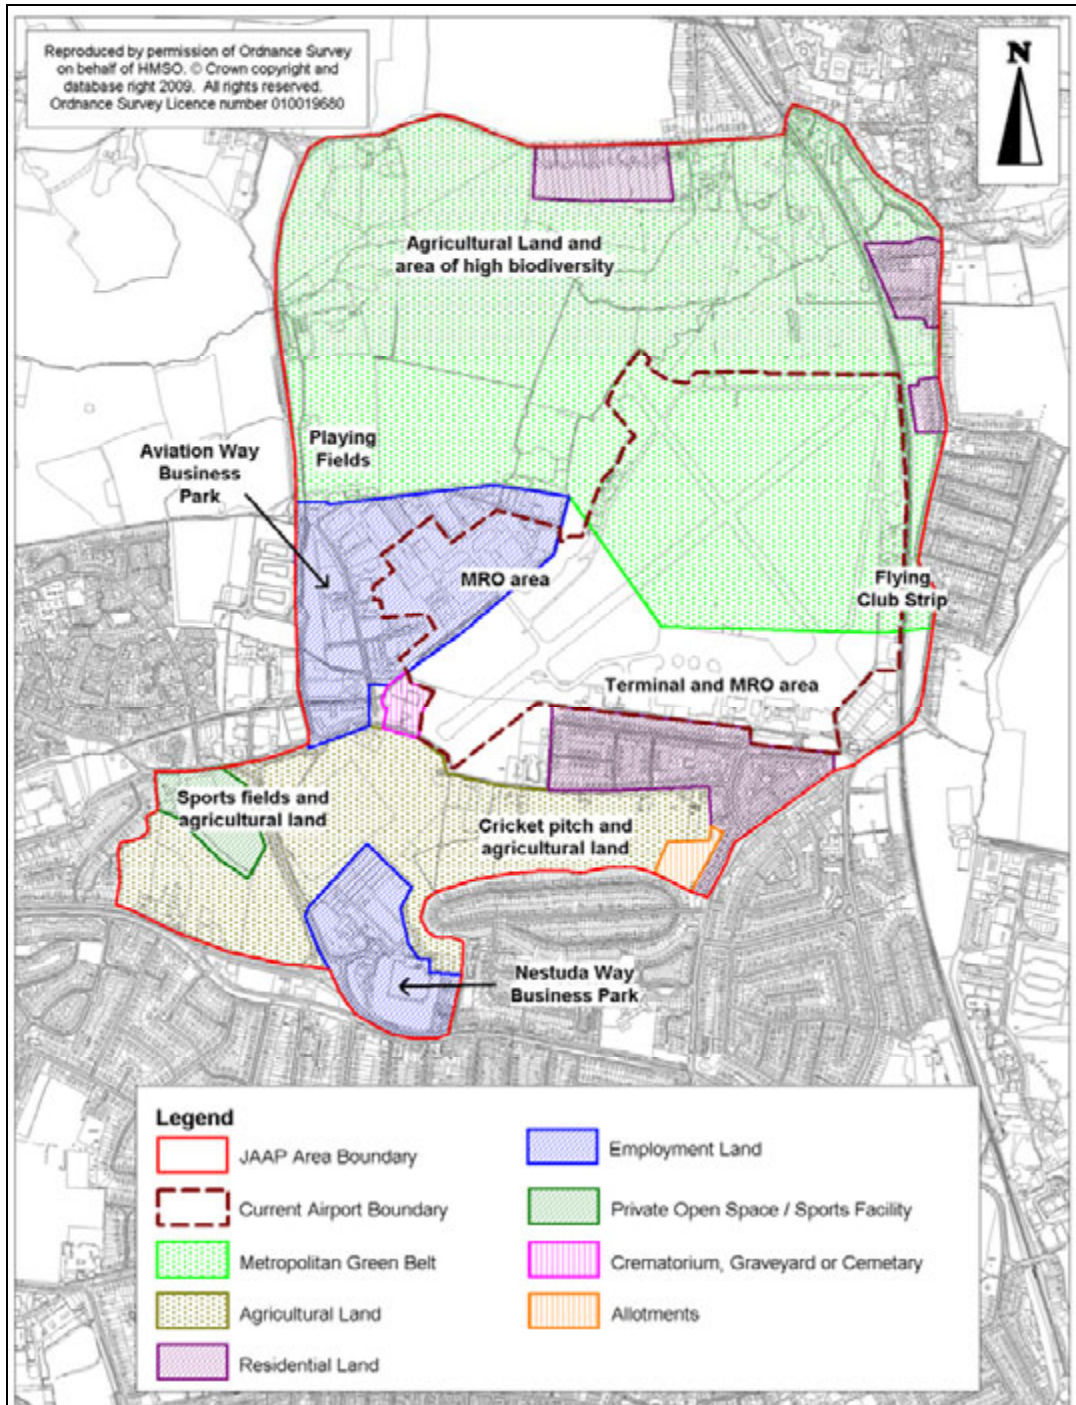 Reproduced by permission of Ordnance Survey
on behalf of HMSO. © Crown copyright and
database right 2009. All rights reserved.
Ordnance Survey Licence number 010019680
N
Agricultural Land and
area of high biodiversity
Playing
Fields
Aviation Way
Business
Park
MRO area
Flying
Club Strip
Terminal and MRO area
Sports fields and
agricultural land
Cricket pitch and
agricultural land
Nestuda Way
Business Park
Legend
JAAP Area Boundary
Current Airport Boundary
Metropolitan Green Belt
Agricultural Land
Residential Land
Employment Land
Private Open Space / Sports Facility
Crematorium, Graveyard or Cemetary
Allotments